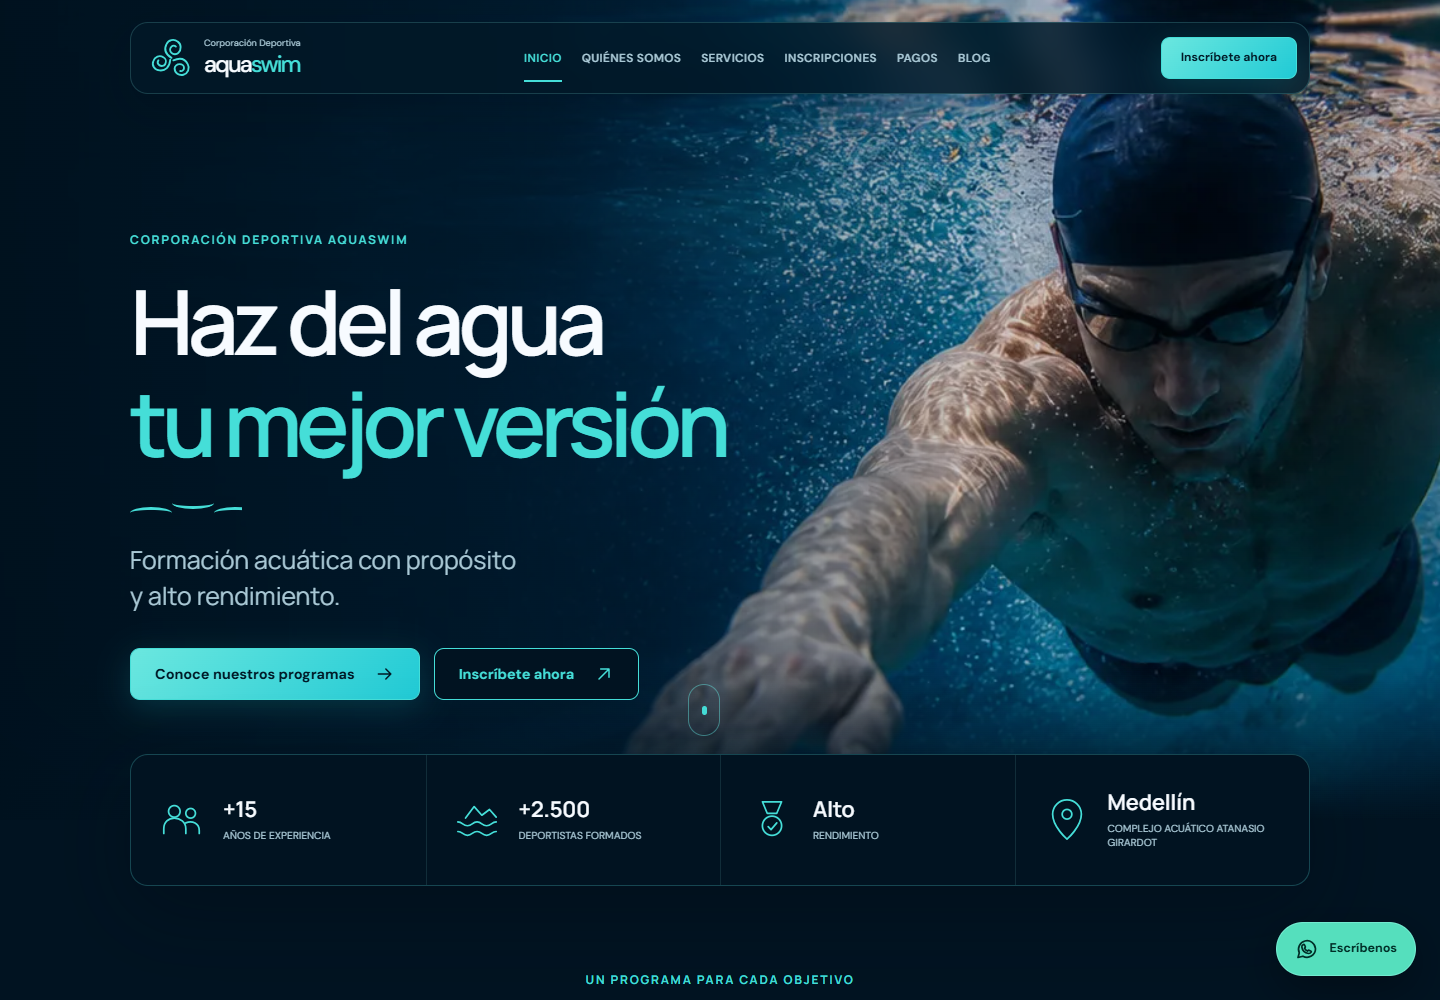 Corporación Deportiva
aquaswim
INICIO QUIÉNES SOMOS SERVICIOS INSCRIPCIONES PAGOS BLOG
Inscríbete ahora
CORPORACIÓN DEPORTIVA AQUASWIM
Haz del agua
tu mejor versión
Formación acuática con propósito
y alto rendimiento.
Conoce nuestros programas
Inscríbete ahora
+15
AÑOS DE EXPERIENCIA
+2.500
DEPORTISTAS FORMADOS
Alto
RENDIMIENTO
Medellín
COMPLEJO ACUÁTICO ATANASIO
GIRARDOT
Escríbenos
UN PROGRAMA PARA CADA OBJETIVO